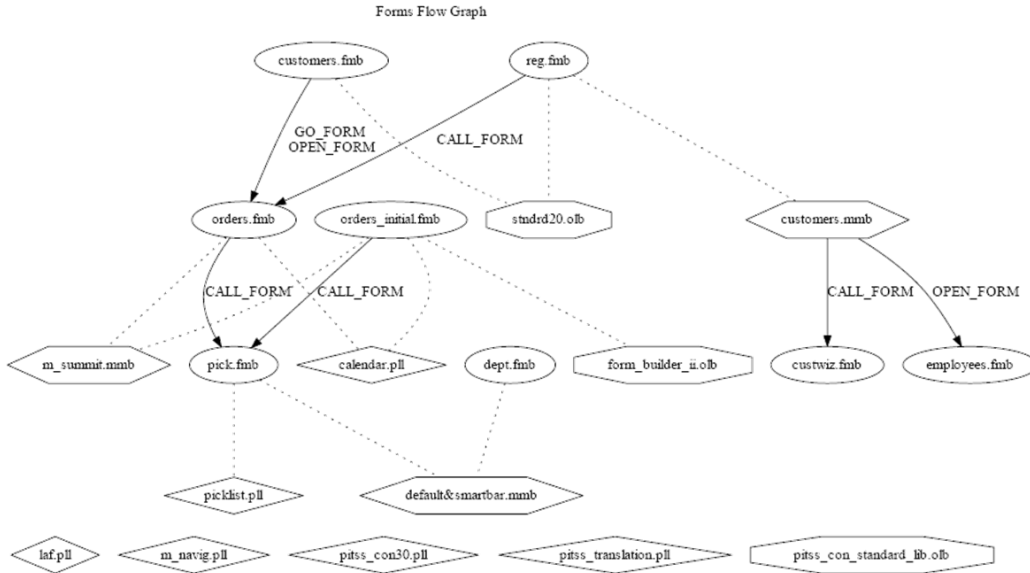 Forms Flow Graph
customers.fmb
reg.fmb
GO_FORM
OPEN_FORM
CALL_FORM
orders.fmb
orders_initial.fmb
stndrd20.olb
customers.mmb
CALL_FORM
CALL_FORM
CALL_FORM
OPEN_FORM
m_summit.mmb
pick.fmb
calendar.pll
dept.fmb
form_builder_ii.olb
custwiz.fmb
employees.fmb
picklist.pll
default&smartbar.mmb
laf.pll
m_navig.pll
pitss_con30.pll
pitss_translation.pll
pitss_con_standard_lib.olb